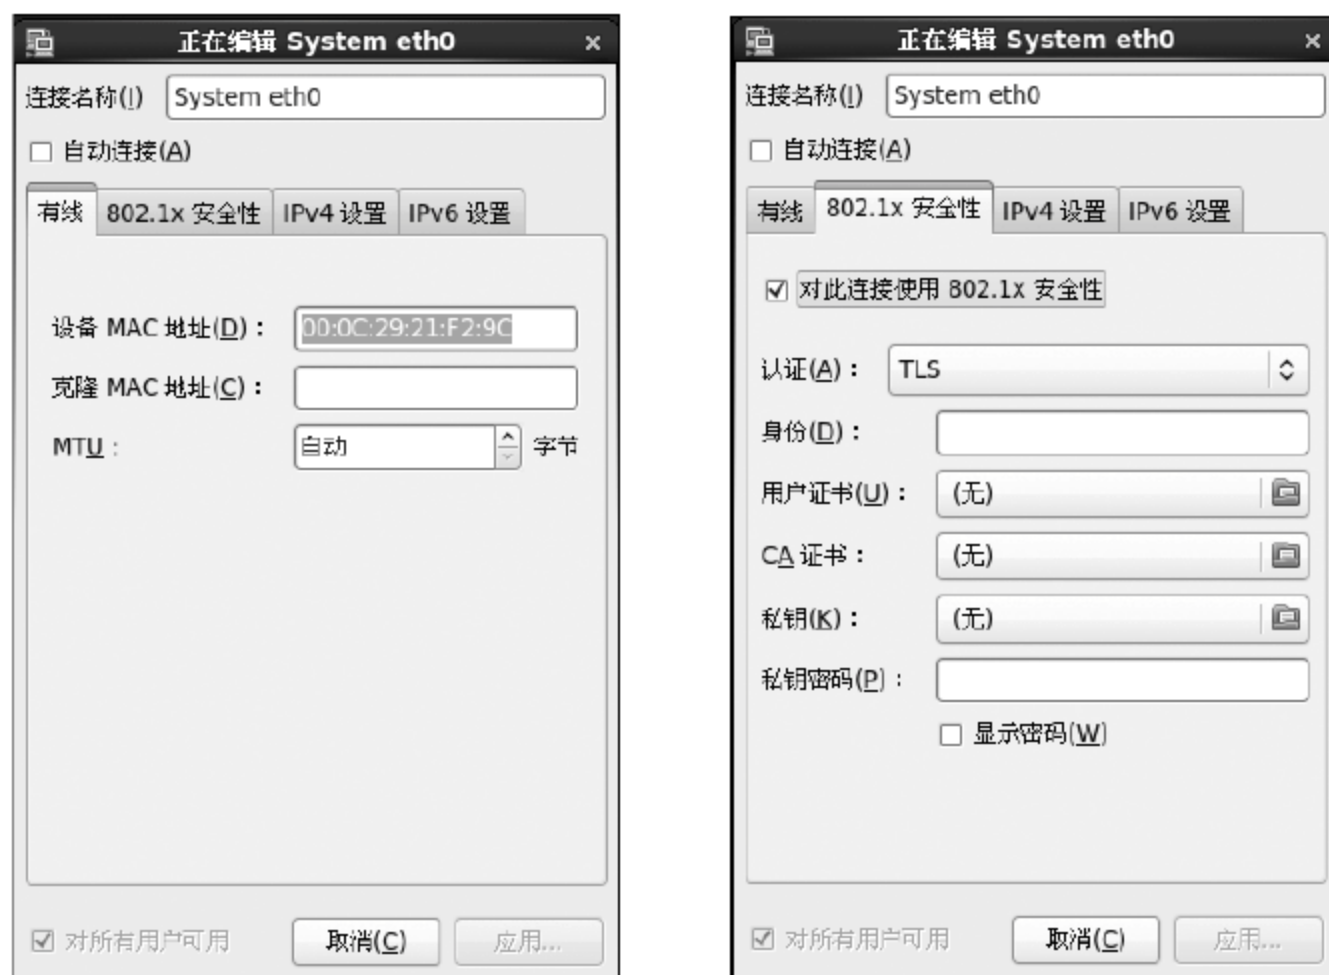 正在编辑 System eth0
连接名称(I) System eth0
自动连接(A)
有线 802.1x 安全性 IPv4 设置 IPv6 设置
设备 MAC 地址(D)： 00:0C:29:21:F2:9C
克隆 MAC 地址(C)：
MTU： 自动 字节
对所有用户可用 取消(C) 应用...
正在编辑 System eth0
连接名称(I) System eth0
自动连接(A)
有线 802.1x 安全性 IPv4 设置 IPv6 设置
对此连接使用 802.1x 安全性
认证(A)： TLS
身份(D)：
用户证书(U)： (无)
CA 证书： (无)
私钥(K)： (无)
私钥密码(P)：
显示密码(W)
对所有用户可用 取消(C) 应用...